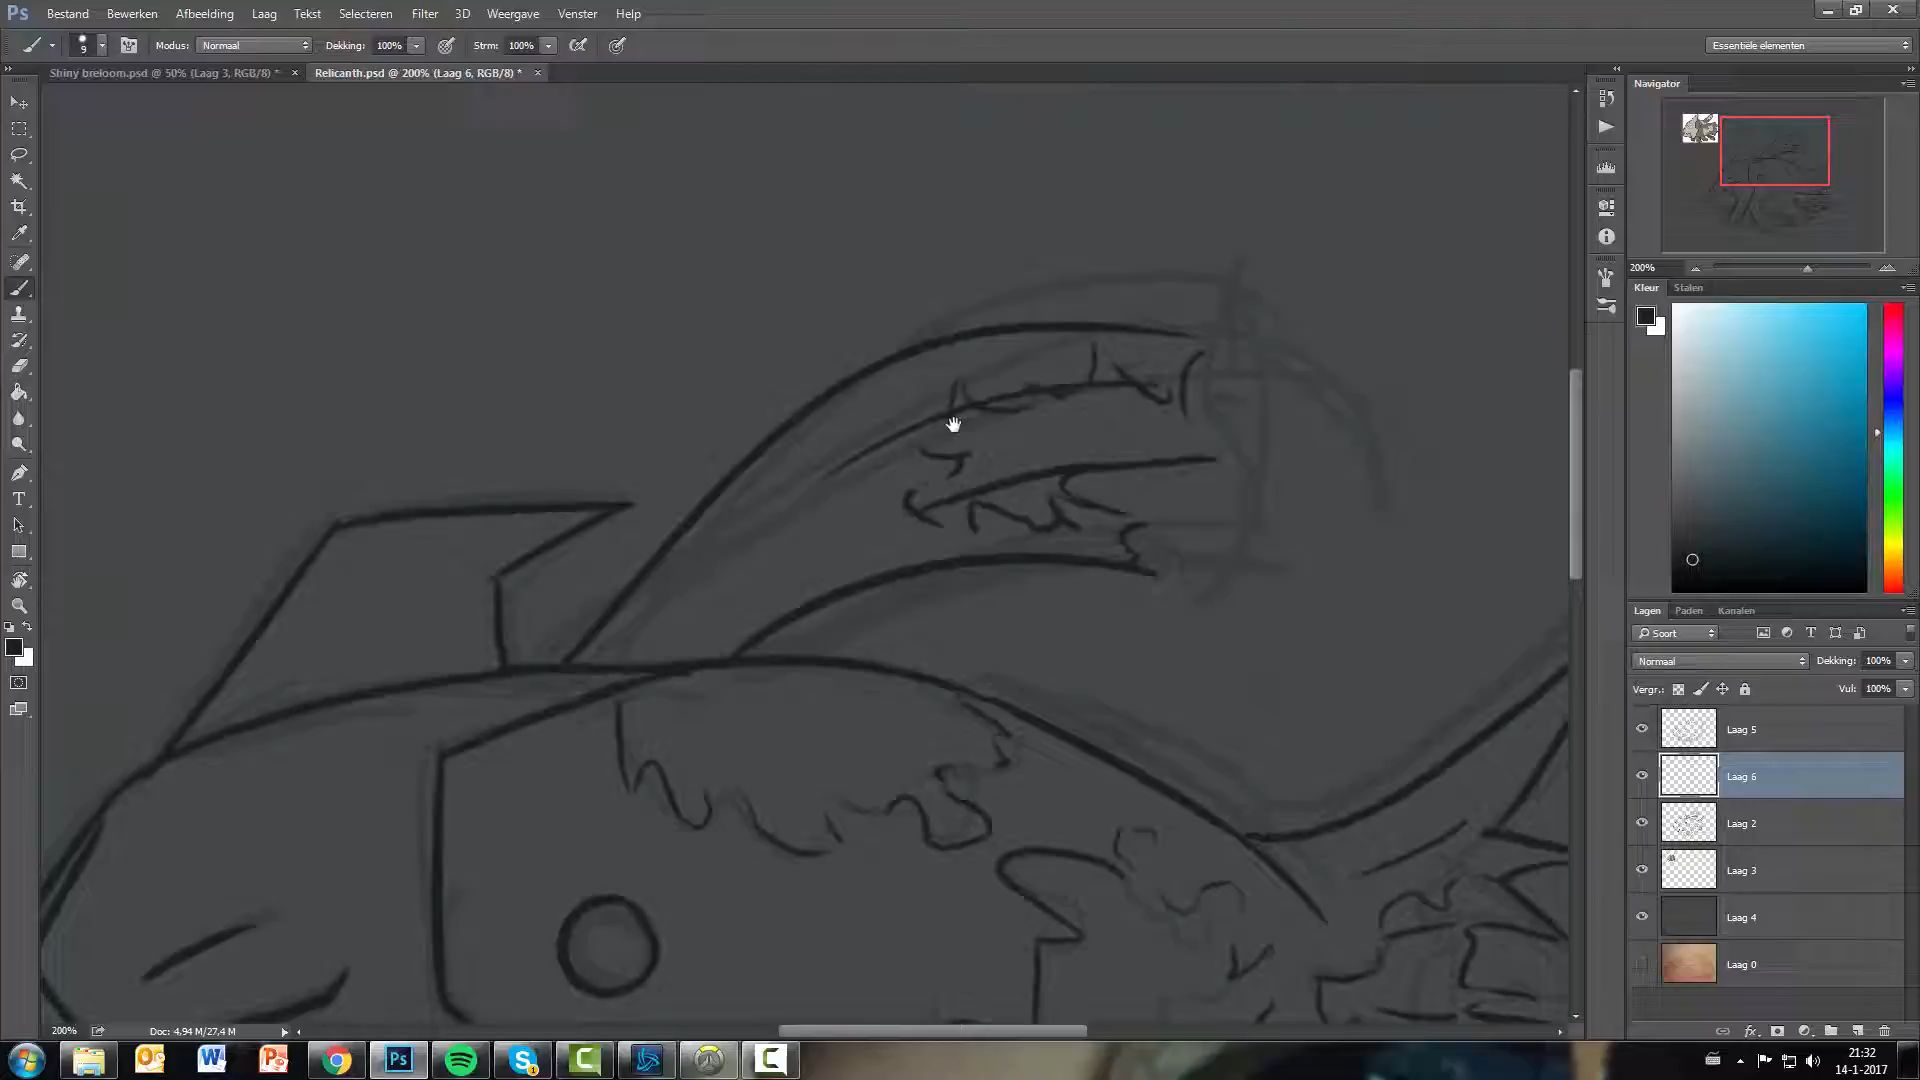 Ps Bestand Bewerken Afbeelding Laag Tekst Selecteren Filter 3D Weergave Venster Help
9 Modus: Normaal Dekking: 100% Strm: 100% Essentiële elementen
Shiny breloom.psd @ 50% (Laag 3, RGB/8) * × Relicanth.psd @ 200% (Laag 6, RGB/8) * ×
Navigator
200%
Kleur Stalen
Lagen Paden Kanalen
Soort
Normaal Dekking: 100%
Vergr.: Vul: 100%
Laag 5
Laag 6
Laag 2
Laag 3
Laag 4
Laag 0
200% Doc: 4,94 M/27,4 M
21:32
14-1-2017